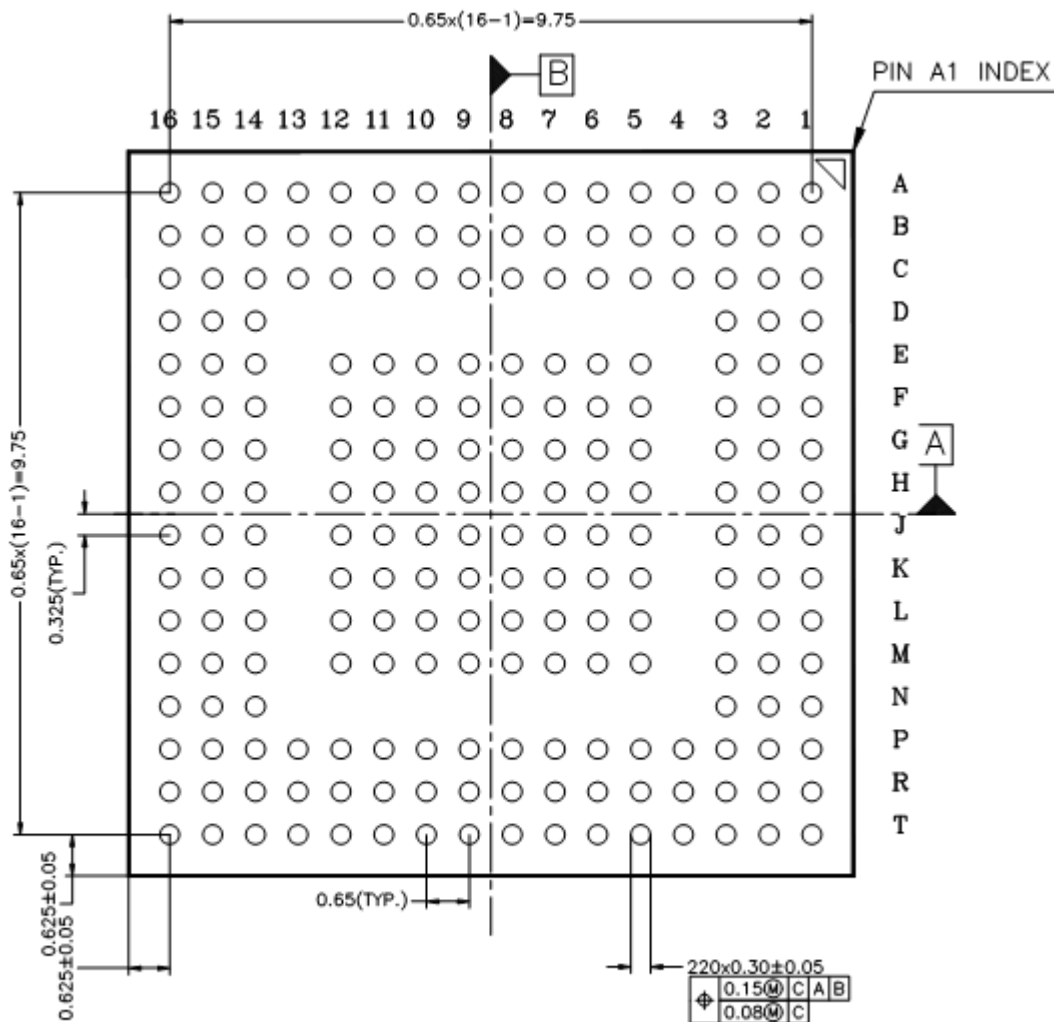 0.65x(16-1)=9.75
B
PIN A1 INDEX
16 15 14 13 12 11 10 9 8 7 6 5 4 3 2 1
A
B
C
D
E
F
G
A
H
J
K
L
M
N
P
R
T
0.65x(16-1)=9.75
0.325(TYP.)
0.625±0.05
0.625±0.05
0.65(TYP.)
220x0.30±0.05
⌖ 0.15Ⓜ C A B
0.08Ⓜ C